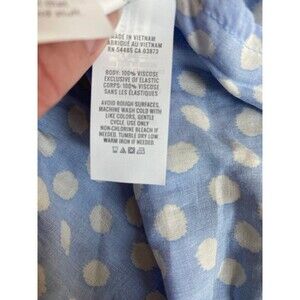 MADE IN VIETNAM
FABRIQUÉ AU VIETNAM
RN 54485 CA 03873
BODY: 100% VISCOSE
EXCLUSIVE OF ELASTIC
CORPS: 100% VISCOSE
SANS LES ÉLASTIQUES
AVOID ROUGH SURFACES,
MACHINE WASH COLD WITH
LIKE COLORS, GENTLE
CYCLE. USE ONLY
NON-CHLORINE BLEACH IF
NEEDED. TUMBLE DRY LOW
WARM IRON IF NEEDED.